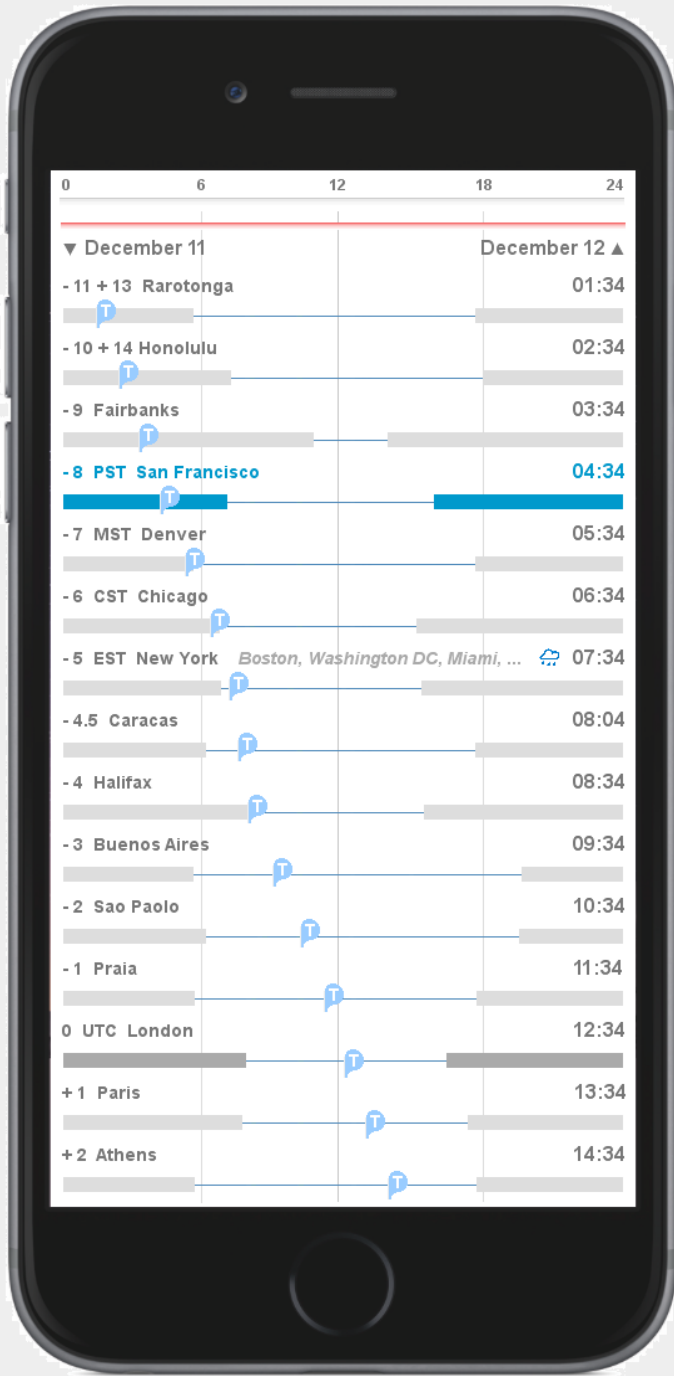 0 6 12 18 24
▼ December 11 December 12 ▲
- 11 + 13 Rarotonga 01:34
T
- 10 + 14 Honolulu 02:34
T
- 9 Fairbanks 03:34
T
- 8 PST San Francisco 04:34
T
- 7 MST Denver 05:34
T
- 6 CST Chicago 06:34
T
- 5 EST New York Boston, Washington DC, Miami, ... 07:34
T
- 4.5 Caracas 08:04
T
- 4 Halifax 08:34
T
- 3 Buenos Aires 09:34
T
- 2 Sao Paolo 10:34
T
- 1 Praia 11:34
T
0 UTC London 12:34
T
+ 1 Paris 13:34
T
+ 2 Athens 14:34
T